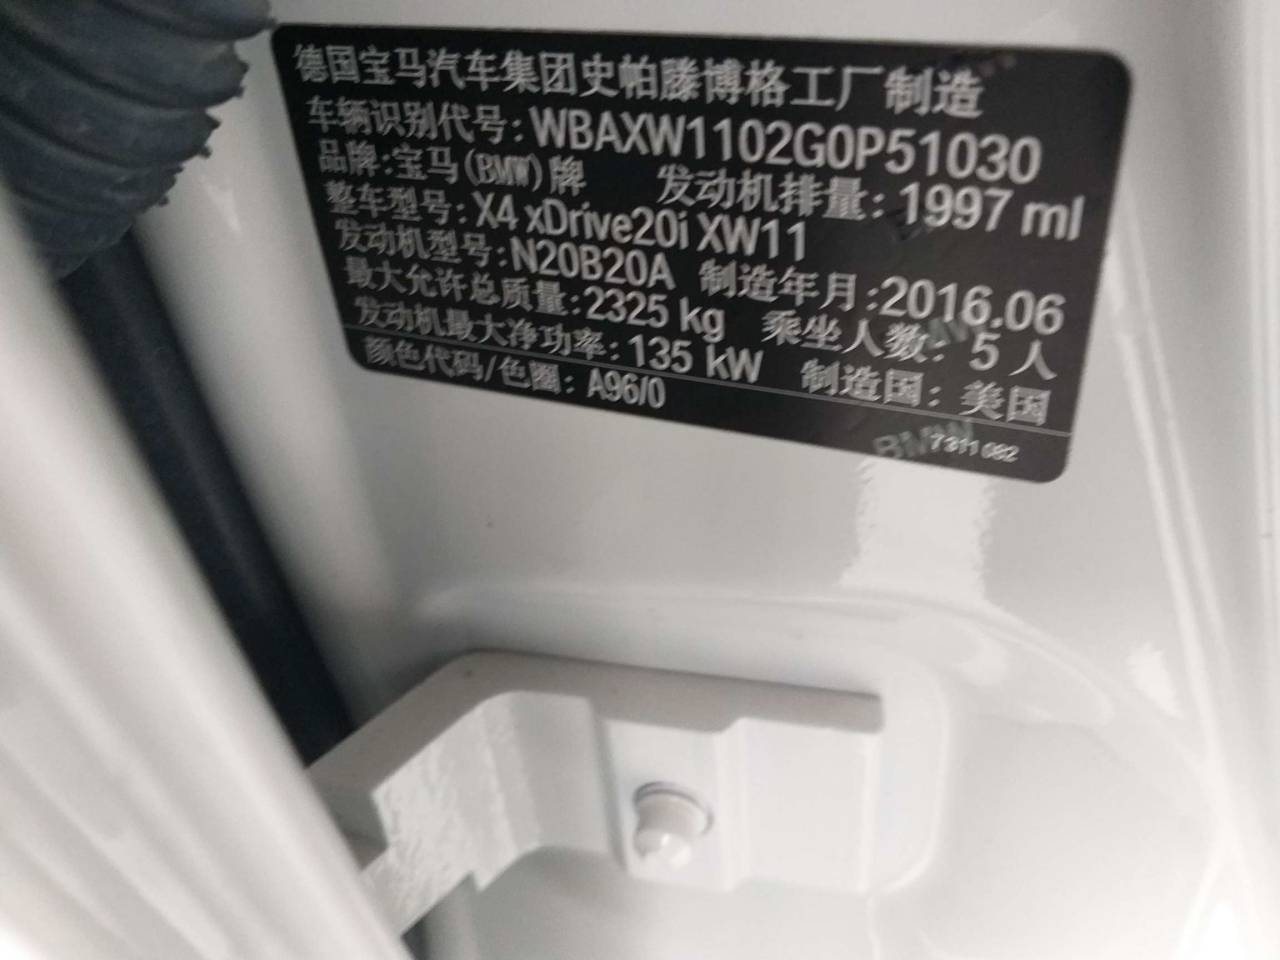 德国宝马汽车集团史帕滕博格工厂制造
车辆识别代号:WBAXW1102G0P51030
品牌:宝马(BMW)牌 发动机排量:1997 ml
整车型号:X4 xDrive20i XW11
发动机型号:N20B20A 制造年月:2016.06
最大允许总质量:2325 kg 乘坐人数:5 人
发动机最大净功率:135 kW 制造国:美国
颜色代码/色圈:A96/0
BMW 7311082